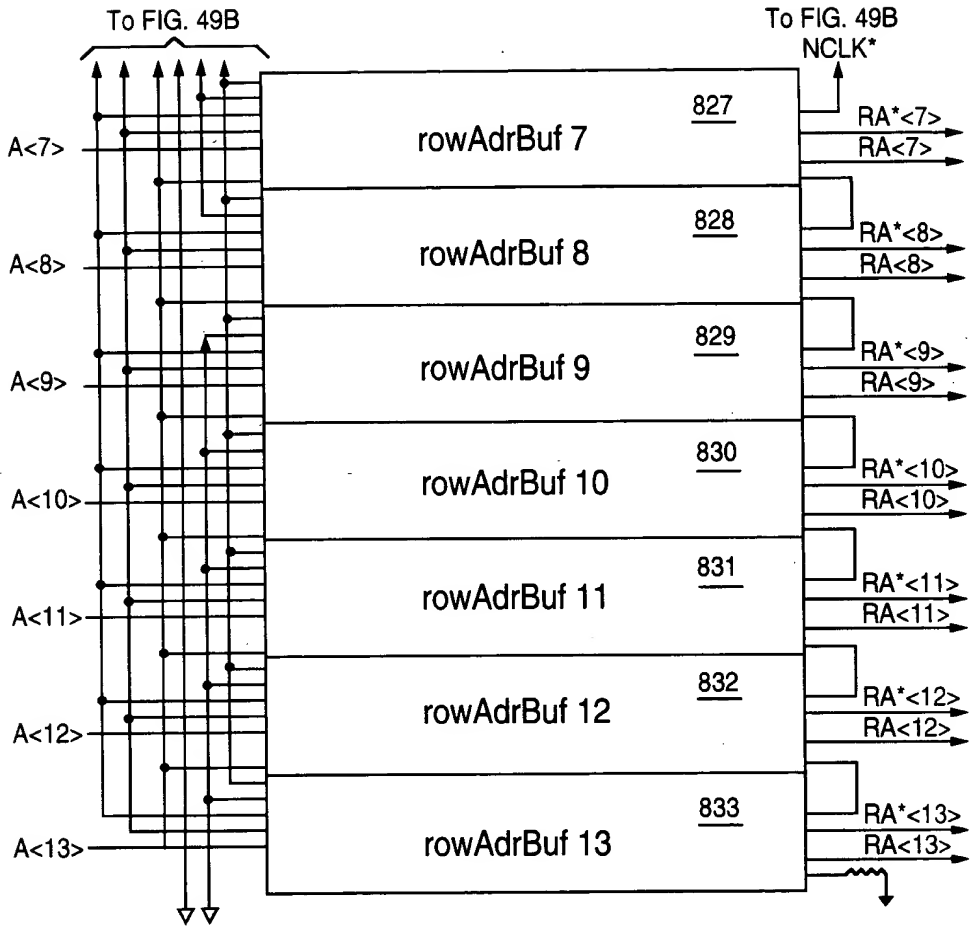 To FIG. 49B
To FIG. 49B
NCLK*
827
rowAdrBuf 7
A<7>
RA*<7>
RA<7>
828
rowAdrBuf 8
A<8>
RA*<8>
RA<8>
829
rowAdrBuf 9
A<9>
RA*<9>
RA<9>
830
rowAdrBuf 10
A<10>
RA*<10>
RA<10>
831
rowAdrBuf 11
A<11>
RA*<11>
RA<11>
832
rowAdrBuf 12
A<12>
RA*<12>
RA<12>
833
rowAdrBuf 13
A<13>
RA*<13>
RA<13>